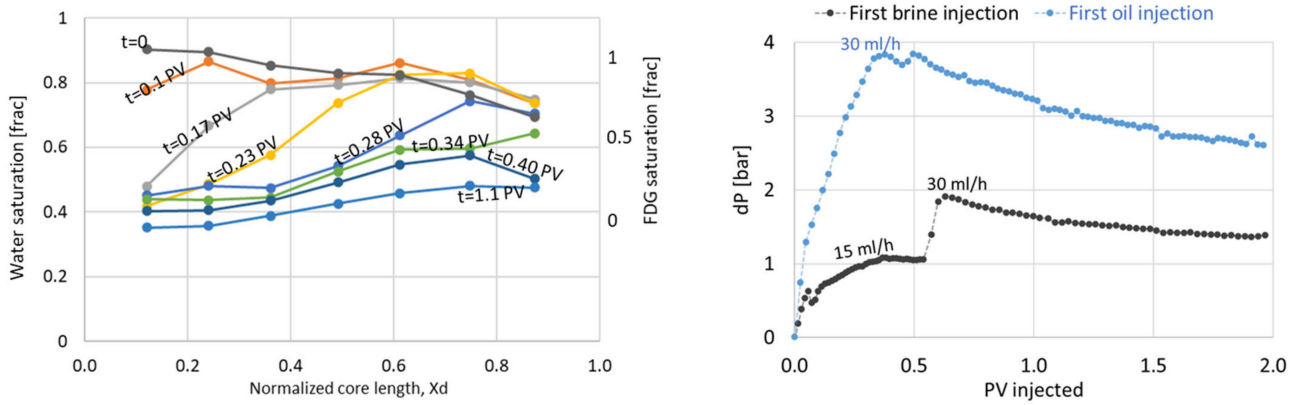 Water saturation [frac]
1
0.8
0.6
0.4
0.2
0
0.0
0.2
0.4
0.6
0.8
1.0
Normalized core length, Xd
1
0.5
0
FDG saturation [frac]
t=0
t=0.1 PV
t=0.17 PV
t=0.23 PV
t=0.28 PV
t=0.34 PV
t=0.40 PV
t=1.1 PV
First brine injection
First oil injection
30 ml/h
30 ml/h
15 ml/h
dP [bar]
4
3
2
1
0
0.0
0.5
1.0
1.5
2.0
PV injected